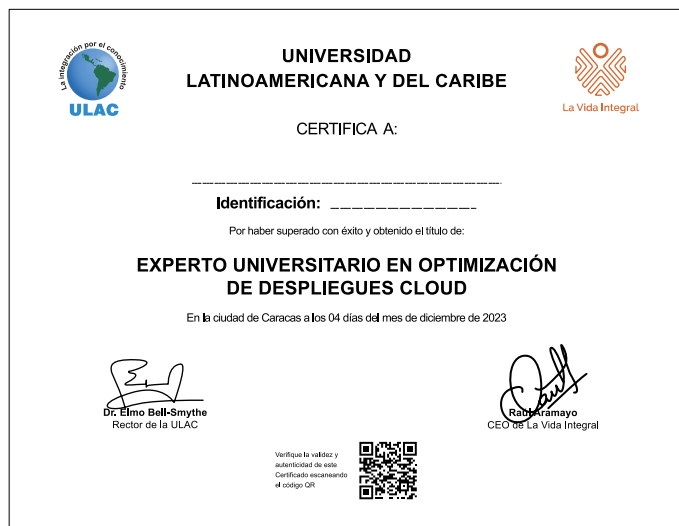 La integración por el conocimiento
ULAC
UNIVERSIDAD
LATINOAMERICANA Y DEL CARIBE
La Vida Integral
CERTIFICA A:
Identificación:
Por haber superado con éxito y obtenido el título de:
EXPERTO UNIVERSITARIO EN OPTIMIZACIÓN
DE DESPLIEGUES CLOUD
En la ciudad de Caracas a los 04 días del mes de diciembre de 2023
Dr. Elmo Bell-Smythe
Rector de la ULAC
Raúl Aramayo
CEO de La Vida Integral
Verifique la validez y
autenticidad de este
Certificado escaneando
el código QR